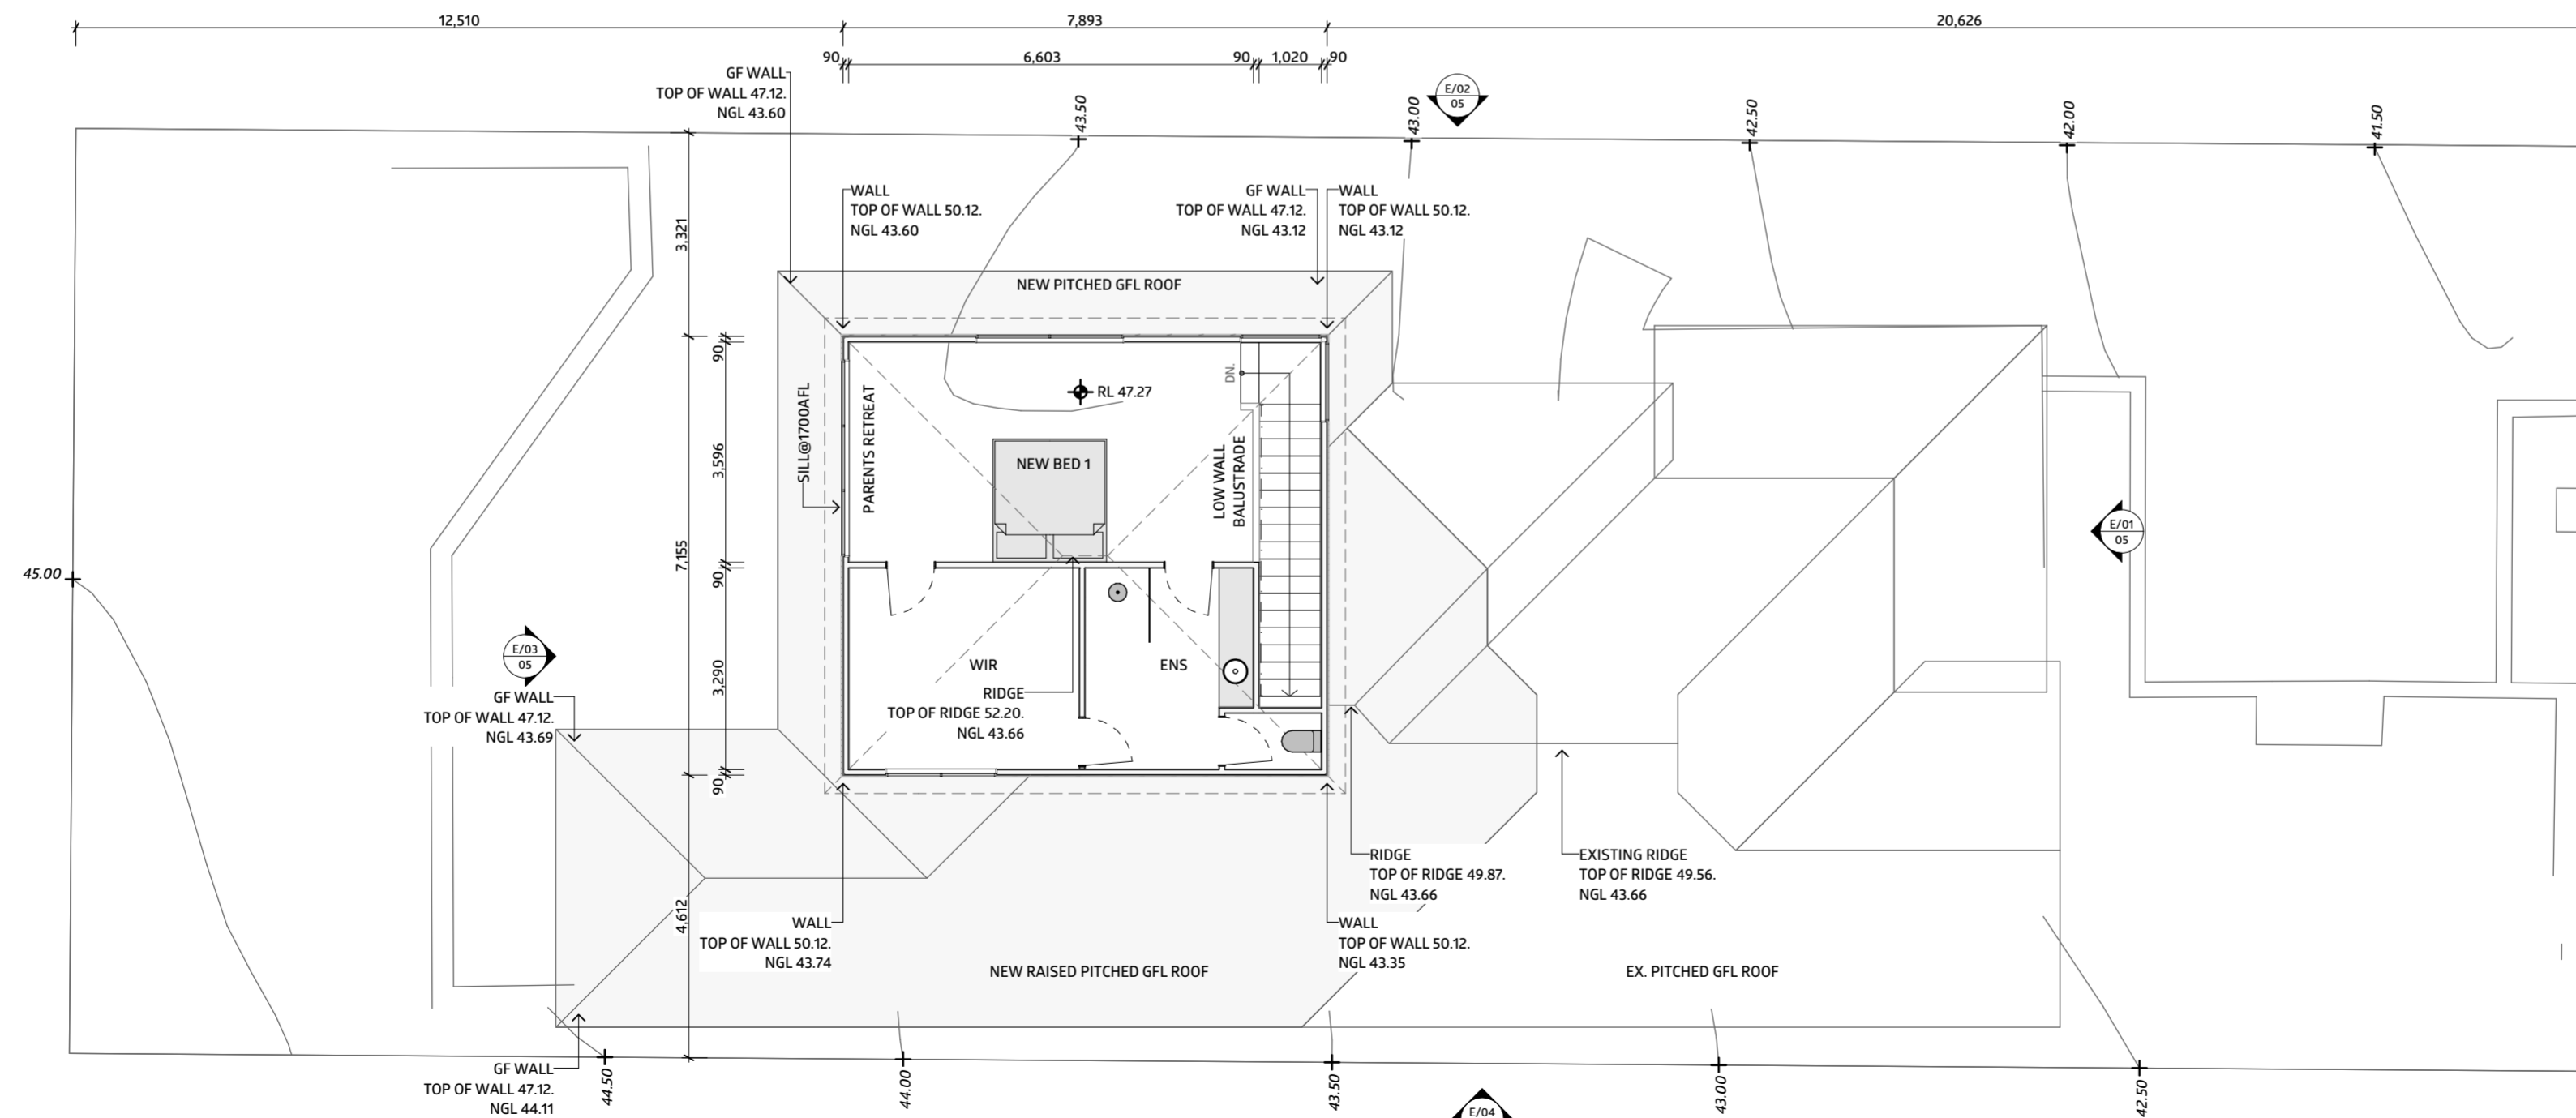 12,510
7,893
20,626
90
6,603
90
1,020
90
GF WALL
TOP OF WALL 47.12.
NGL 43.60
E/02
05
43.50
43.00
42.50
42.00
41.50
3,321
WALL
TOP OF WALL 50.12.
NGL 43.60
GF WALL
TOP OF WALL 47.12.
NGL 43.12
WALL
TOP OF WALL 50.12.
NGL 43.12
NEW PITCHED GFL ROOF
90
DN.
RL 47.27
SILL@1700AFL
PARENTS RETREAT
3,596
NEW BED 1
LOW WALL
BALUSTRADE
E/01
05
7,155
45.00
90
E/03
05
3,290
WIR
ENS
RIDGE
TOP OF RIDGE 52.20.
NGL 43.66
GF WALL
TOP OF WALL 47.12.
NGL 43.69
90
RIDGE
TOP OF RIDGE 49.87.
NGL 43.66
EXISTING RIDGE
TOP OF RIDGE 49.56.
NGL 43.66
4,612
WALL
TOP OF WALL 50.12.
NGL 43.74
WALL
TOP OF WALL 50.12.
NGL 43.35
NEW RAISED PITCHED GFL ROOF
EX. PITCHED GFL ROOF
GF WALL
TOP OF WALL 47.12.
NGL 44.11
44.50
44.00
43.50
43.00
42.50
E/04